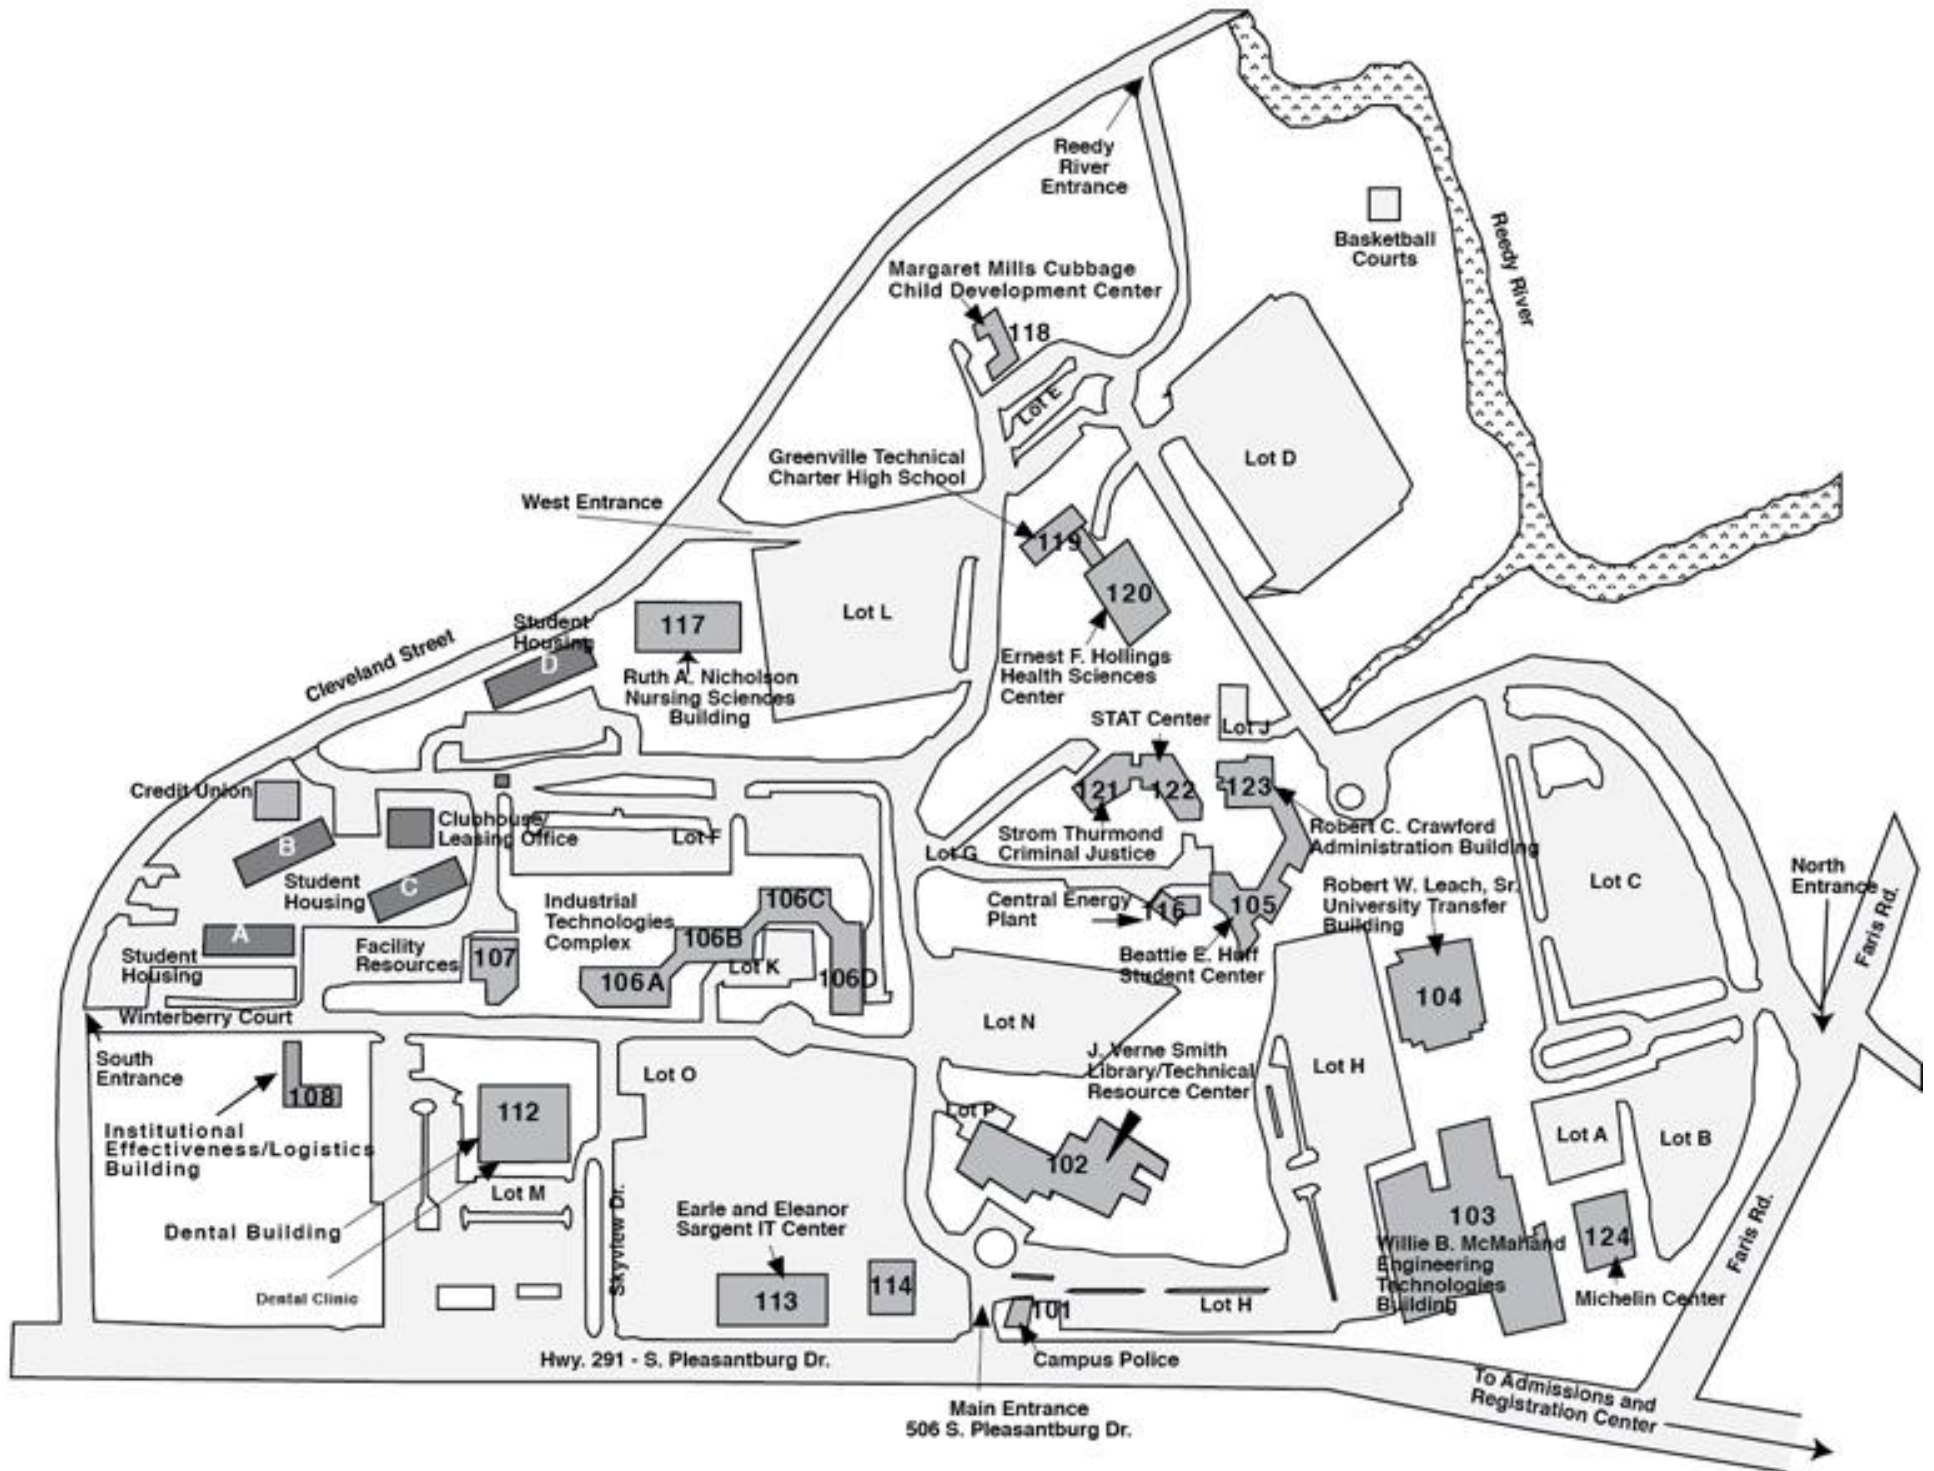 Reedy
River
Entrance
Basketball
Courts
Reedy River
Margaret Mills Cubbage
Child Development Center
118
Lot E
Greenville Technical
Charter High School
Lot D
West Entrance
119
120
Lot L
117
Student
Housing
D
Cleveland Street
Ruth A. Nicholson
Nursing Sciences
Building
Ernest F. Hollings
Health Sciences
Center
STAT Center
Lot J
Credit Union
121
122
123
Clubhouse/
Leasing Office
Lot F
Strom Thurmond
Criminal Justice
Robert C. Crawford
Administration Building
B
Lot G
North
Entrance
Lot C
Student
Housing
C
Industrial
Technologies
Complex
106C
Central Energy
Plant
116
105
Robert W. Leach, Sr.
University Transfer
Building
Faris Rd.
A
106B
Facility
Resources
107
Student
Housing
Lot K
106A
106D
Beattie E. Huff
Student Center
104
Winterberry Court
Lot N
South
Entrance
Lot O
J. Verne Smith
Library/Technical
Resource Center
Lot H
108
112
Institutional
Effectiveness/Logistics
Building
Lot P
Lot A
Lot B
102
Lot M
Skyview Dr.
Earle and Eleanor
Sargent IT Center
Dental Building
103
124
Willie B. McMahand
Engineering
Technologies
Building
Faris Rd.
Dental Clinic
113
114
101
Lot H
Michelin Center
Hwy. 291 - S. Pleasantburg Dr.
Campus Police
Main Entrance
506 S. Pleasantburg Dr.
To Admissions and
Registration Center